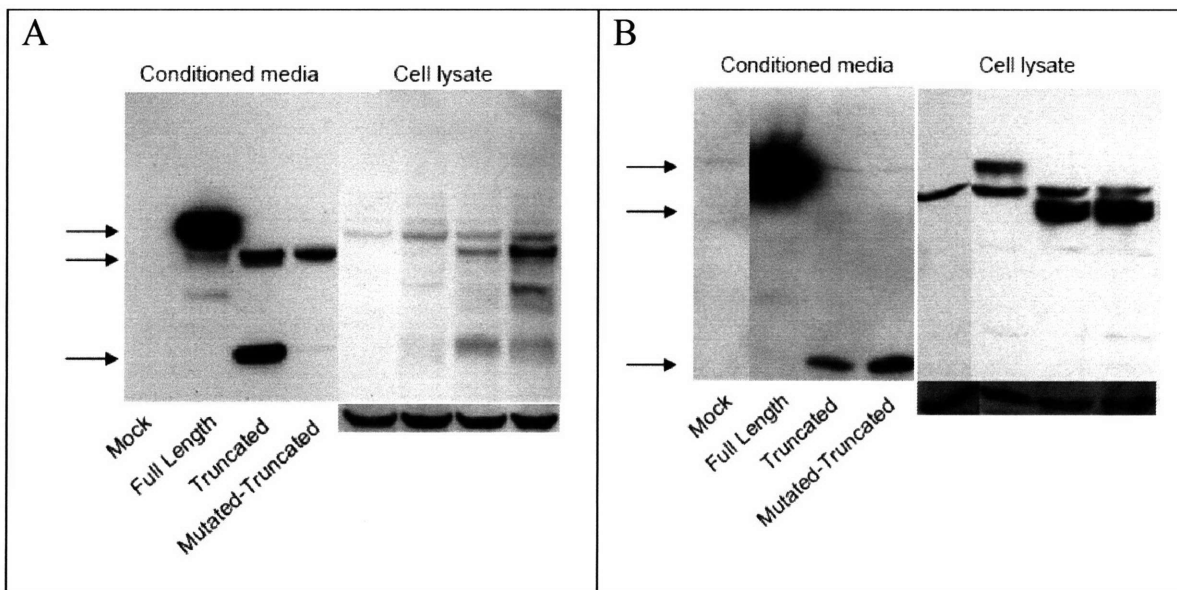 A
Conditioned media
Cell lysate
Mock
Full Length
Truncated
Mutated-Truncated
B
Conditioned media
Cell lysate
Mock
Full Length
Truncated
Mutated-Truncated